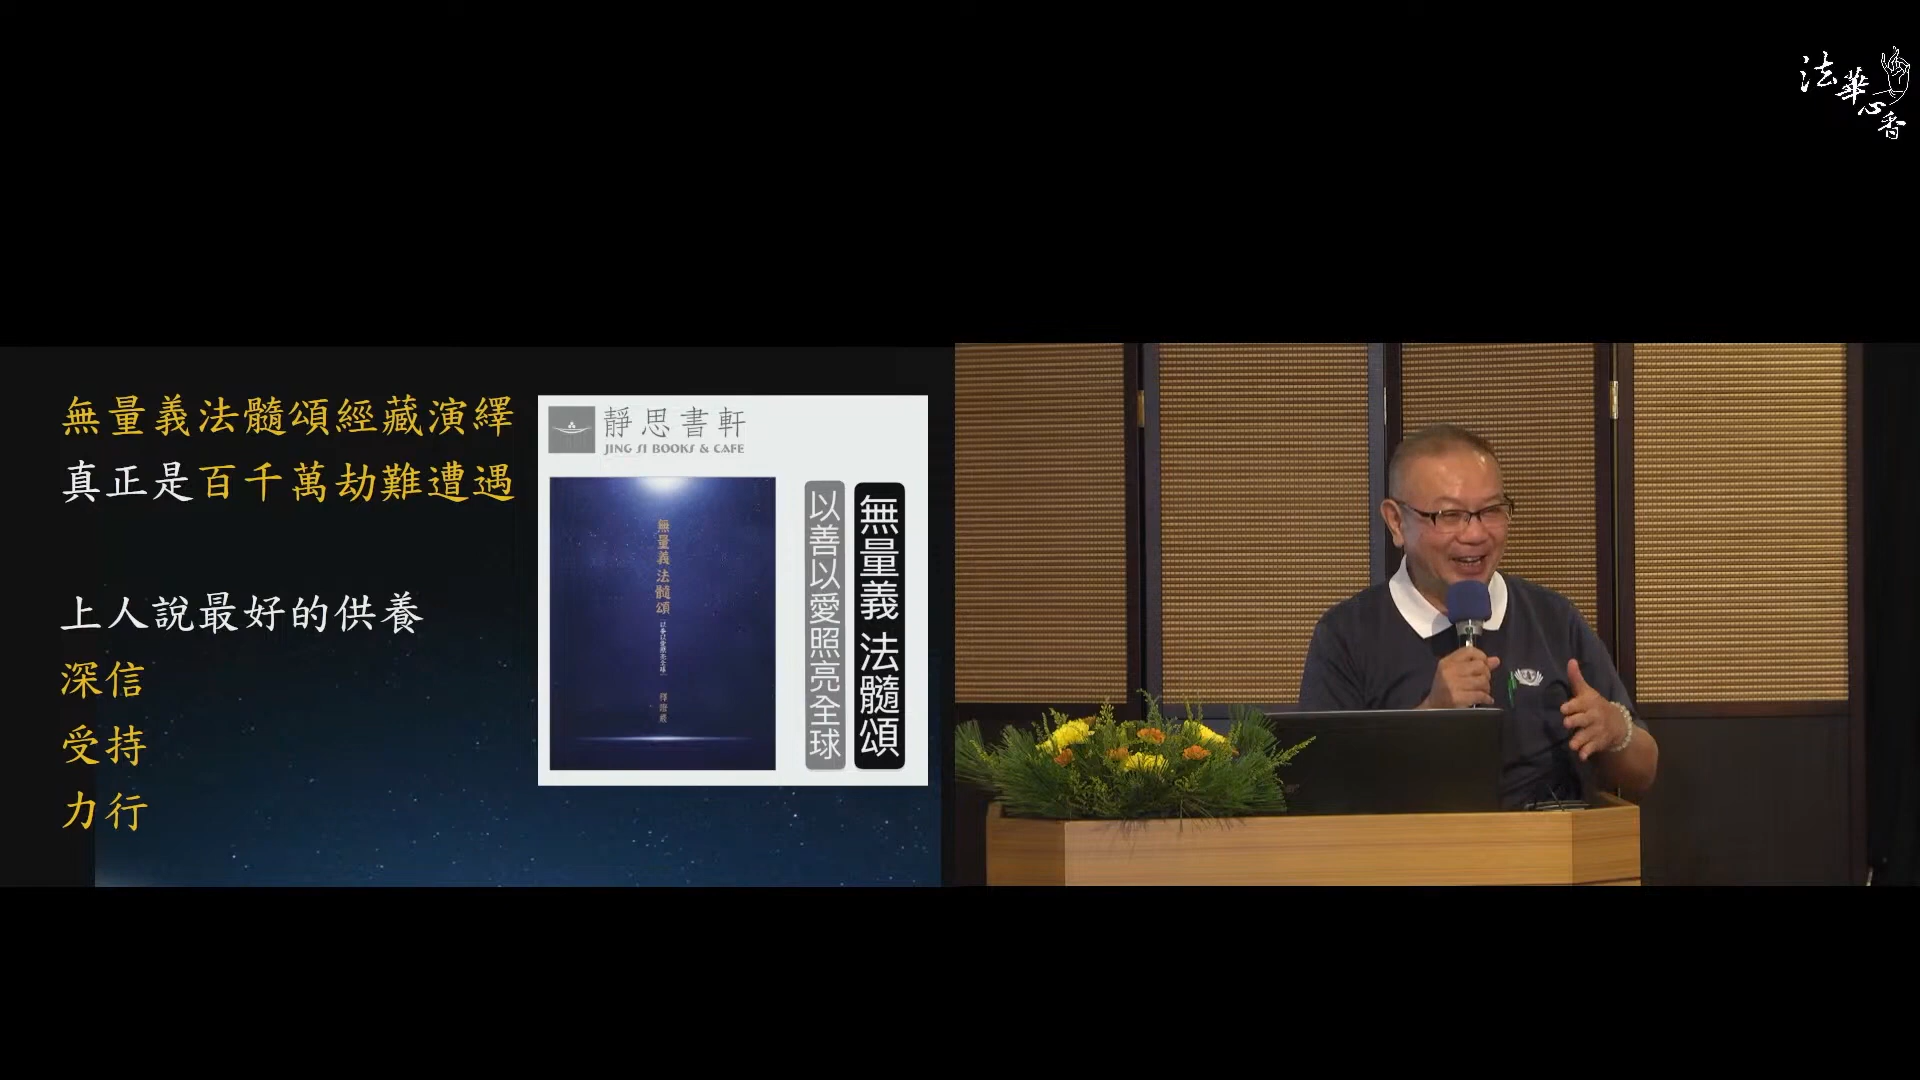 法華心香
無量義法髓頌經藏演繹
真正是百千萬劫難遭遇
上人說最好的供養
深信
受持
力行
靜思書軒
JING SI BOOKS & CAFE
無量義 法髓頌
以善以愛照亮全球
無量義法髓頌